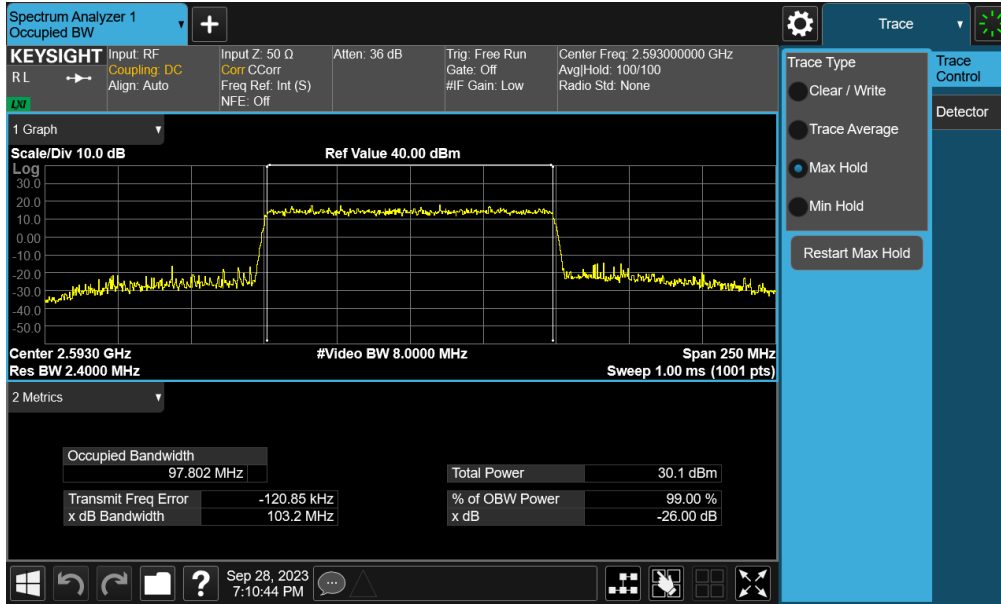 Spectrum Analyzer 1
Occupied BW
Trace
KEYSIGHT
R L
LXI
Input: RF
Coupling: DC
Align: Auto
Input Z: 50 Ω
Corr CCorr
Freq Ref: Int (S)
NFE: Off
Atten: 36 dB
Trig: Free Run
Gate: Off
#IF Gain: Low
Center Freq: 2.593000000 GHz
Avg|Hold: 100/100
Radio Std: None
Trace Type
Clear / Write
Trace Average
Max Hold
Min Hold
Restart Max Hold
Trace
Control
Detector
1 Graph
Scale/Div 10.0 dB
Ref Value 40.00 dBm
Log
30.0
20.0
10.0
0.00
-10.0
-20.0
-30.0
-40.0
-50.0
Center 2.5930 GHz
#Video BW 8.0000 MHz
Span 250 MHz
Res BW 2.4000 MHz
Sweep 1.00 ms (1001 pts)
2 Metrics
Occupied Bandwidth
97.802 MHz
Total Power 30.1 dBm
Transmit Freq Error -120.85 kHz
% of OBW Power 99.00 %
x dB Bandwidth 103.2 MHz
x dB -26.00 dB
?
Sep 28, 2023
7:10:44 PM